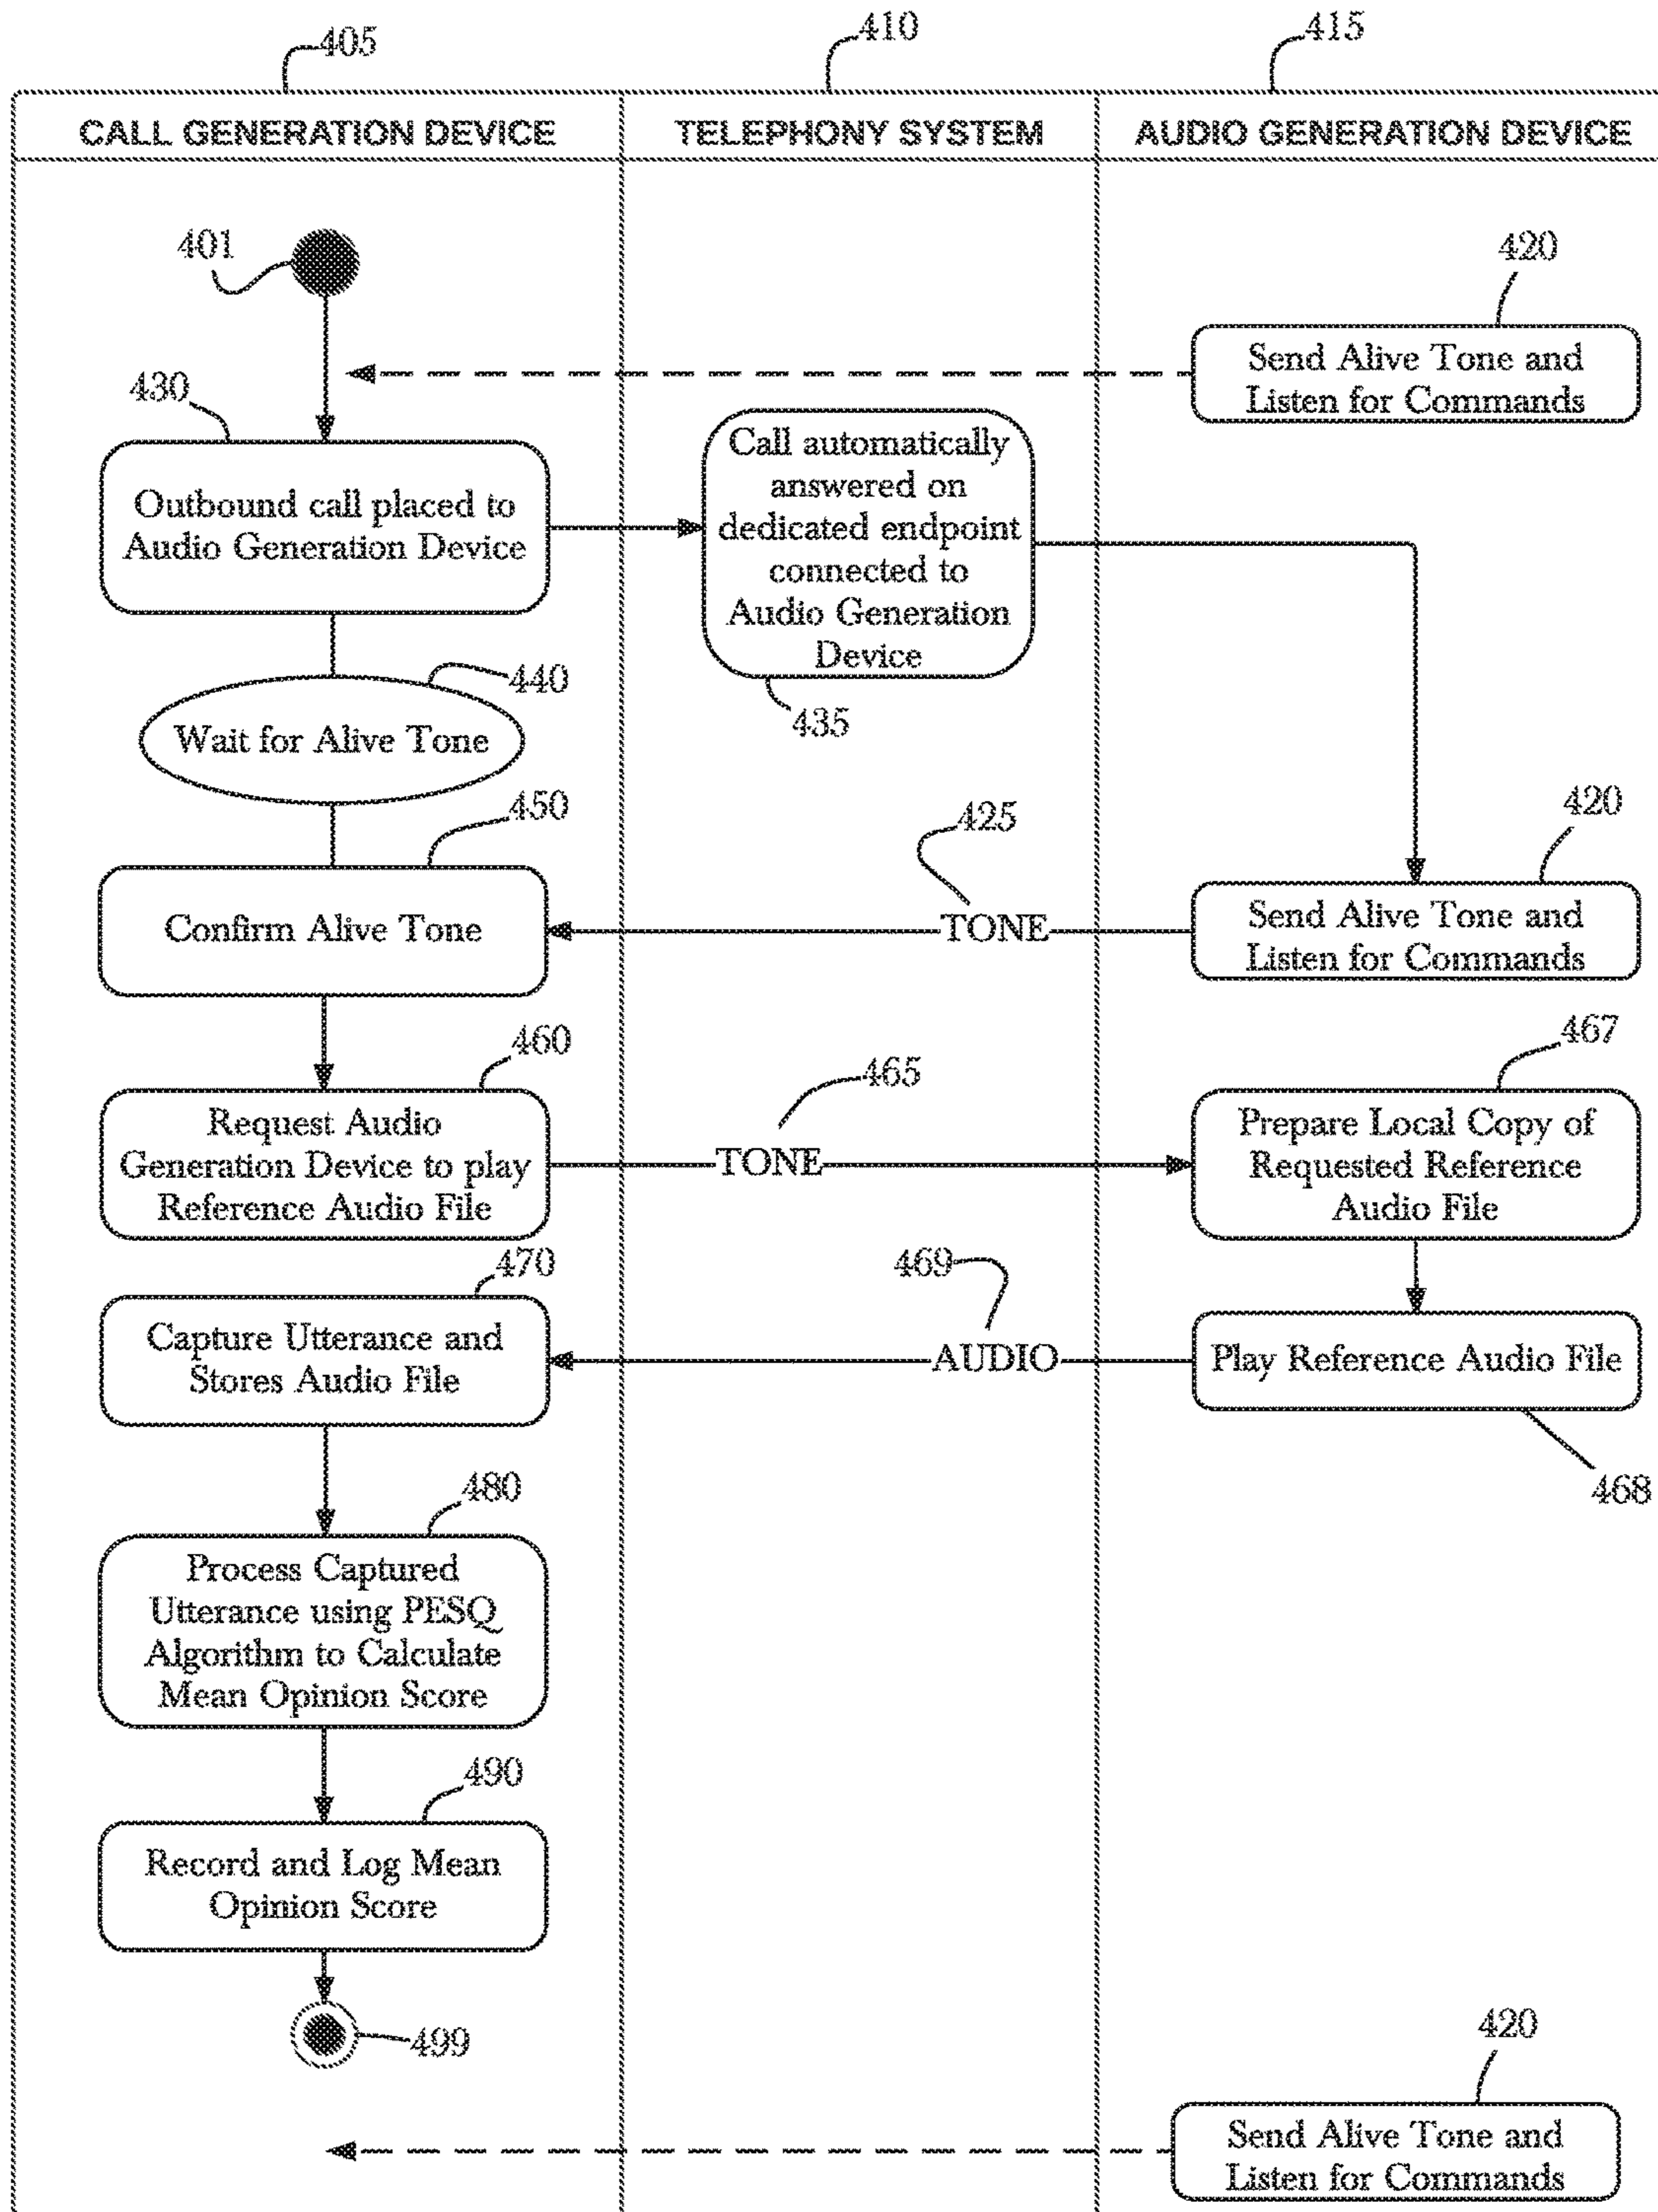 405
410
415
CALL GENERATION DEVICE
TELEPHONY SYSTEM
AUDIO GENERATION DEVICE
401
420
Send Alive Tone and
Listen for Commands
430
Outbound call placed to
Audio Generation Device
Call automatically
answered on
dedicated endpoint
connected to
Audio Generation
Device
435
440
Wait for Alive Tone
450
Confirm Alive Tone
425
TONE
420
Send Alive Tone and
Listen for Commands
460
Request Audio
Generation Device to play
Reference Audio File
465
TONE
467
Prepare Local Copy of
Requested Reference
Audio File
470
Capture Utterance and
Stores Audio File
469
AUDIO
Play Reference Audio File
468
480
Process Captured
Utterance using PESQ
Algorithm to Calculate
Mean Opinion Score
490
Record and Log Mean
Opinion Score
499
420
Send Alive Tone and
Listen for Commands